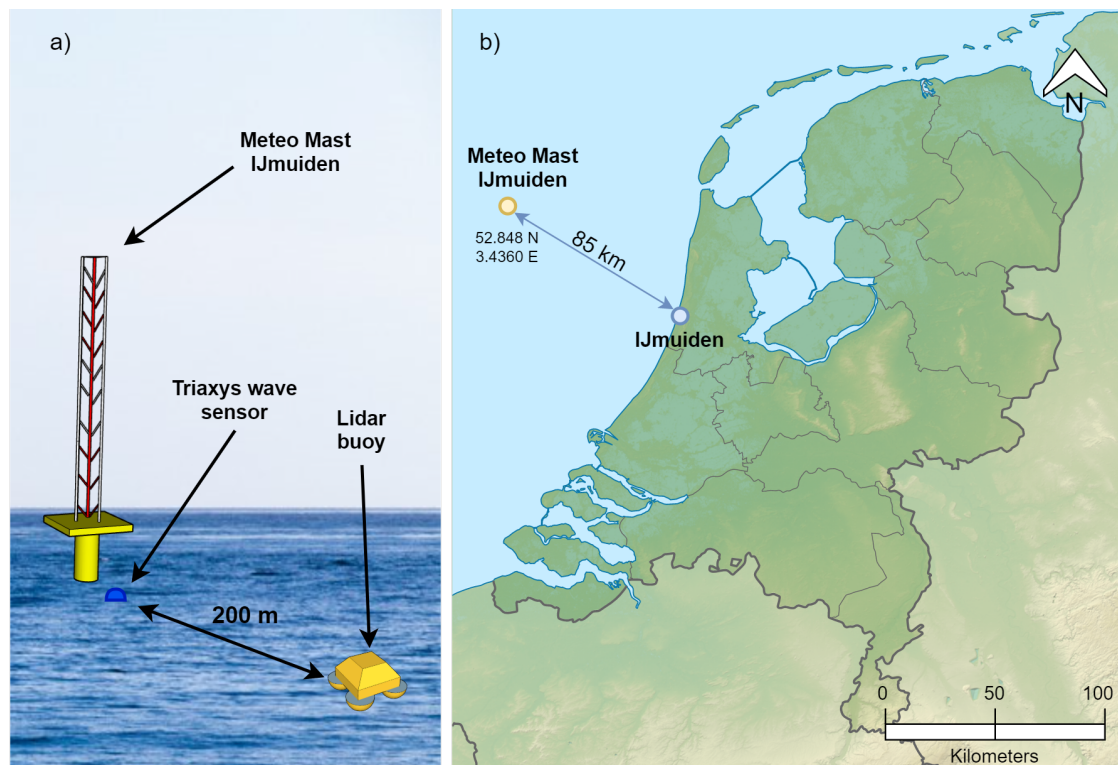 a)
Meteo Mast
IJmuiden
Triaxys wave
sensor
Lidar
buoy
200 m
b)
N
Meteo Mast
IJmuiden
52.848 N
3.4360 E
85 km
IJmuiden
0 50 100
Kilometers